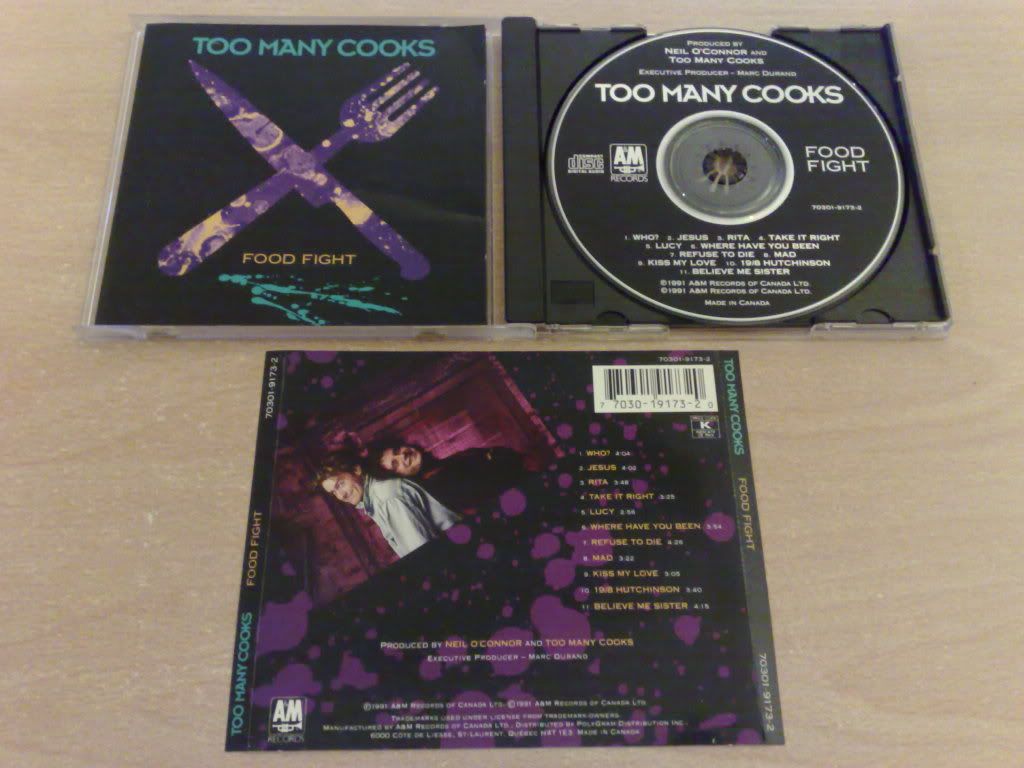 TOO MANY COOKS
FOOD FIGHT
PRODUCED BY
NEIL O'CONNOR AND
TOO MANY COOKS
EXECUTIVE PRODUCER - MARC DURAND
TOO MANY COOKS
COMPACT
disc
DIGITAL AUDIO
A&M
RECORDS
FOOD
FIGHT
70301-9173-2
1. WHO? 2. JESUS 3. RITA 4. TAKE IT RIGHT
5. LUCY 6. WHERE HAVE YOU BEEN
7. REFUSE TO DIE 8. MAD
9. KISS MY LOVE 10. 19/8 HUTCHINSON
11. BELIEVE ME SISTER
©1991 A&M RECORDS OF CANADA LTD.
℗1991 A&M RECORDS OF CANADA LTD.
MADE IN CANADA
70301-9173-2
FOOD FIGHT
TOO MANY COOKS
70301-9173-2
7 7030-19173-2 0
K
1. WHO? 4:04
2. JESUS 4:02
3. RITA 3:48
4. TAKE IT RIGHT 3:25
5. LUCY 2:56
6. WHERE HAVE YOU BEEN 3:54
7. REFUSE TO DIE 4:26
8. MAD 3:22
9. KISS MY LOVE 3:05
10. 19/8 HUTCHINSON 3:40
11. BELIEVE ME SISTER 4:15
PRODUCED BY NEIL O'CONNOR AND TOO MANY COOKS
EXECUTIVE PRODUCER - MARC DURAND
A&M
RECORDS
℗1991 A&M RECORDS OF CANADA LTD. ©1991 A&M RECORDS OF CANADA LTD.
TRADEMARKS USED UNDER LICENSE FROM TRADEMARK OWNERS.
MANUFACTURED BY A&M RECORDS OF CANADA LTD., DISTRIBUTED BY POLYGRAM DISTRIBUTION INC.,
6000 CÔTE DE LIESSE, ST-LAURENT, QUÉBEC H4T 1E3. MADE IN CANADA
TOO MANY COOKS
FOOD FIGHT
70301-9173-2